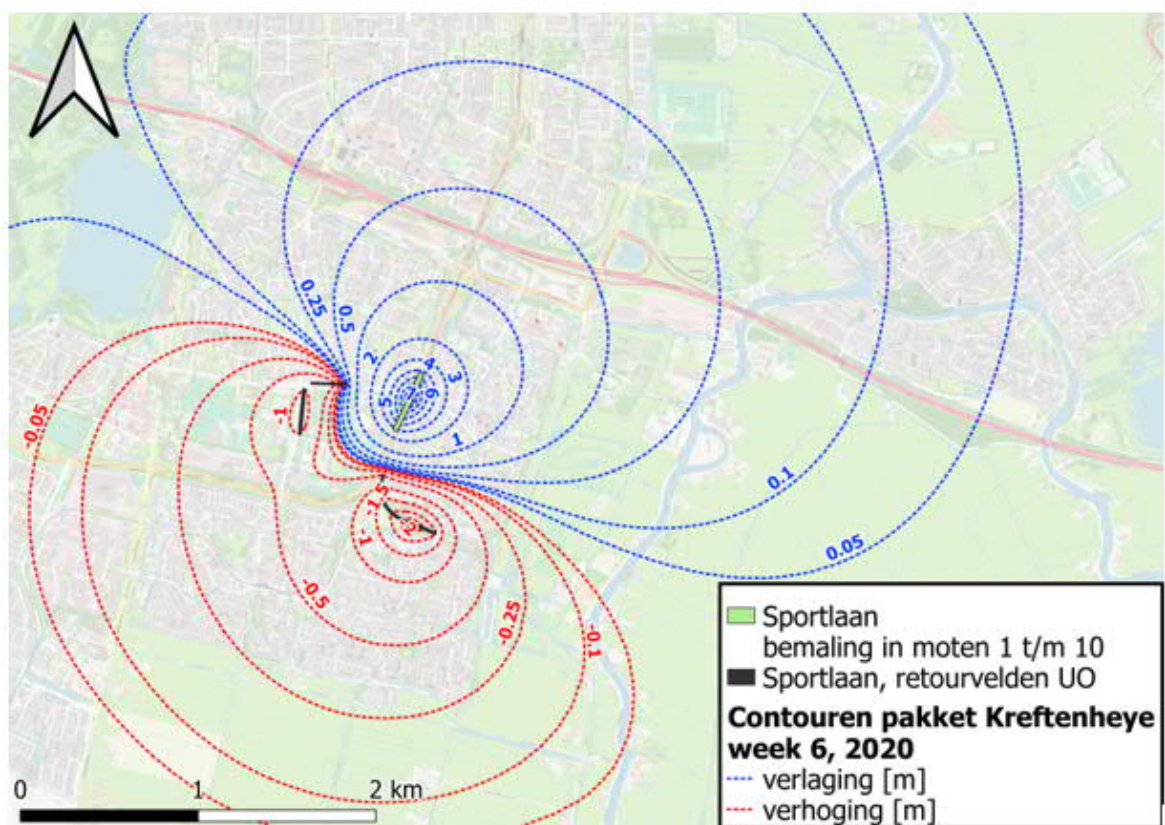 0.25
0.5
2
4
3
5
6
1
-1
-0.05
-1.5
-2
-1
-0.5
-0.25
-0.1
0.1
0.05
Sportlaan
bemaling in moten 1 t/m 10
Sportlaan, retourvelden UO
Contouren pakket Kreftenheye
week 6, 2020
verlaging [m]
verhoging [m]
0 1 2 km